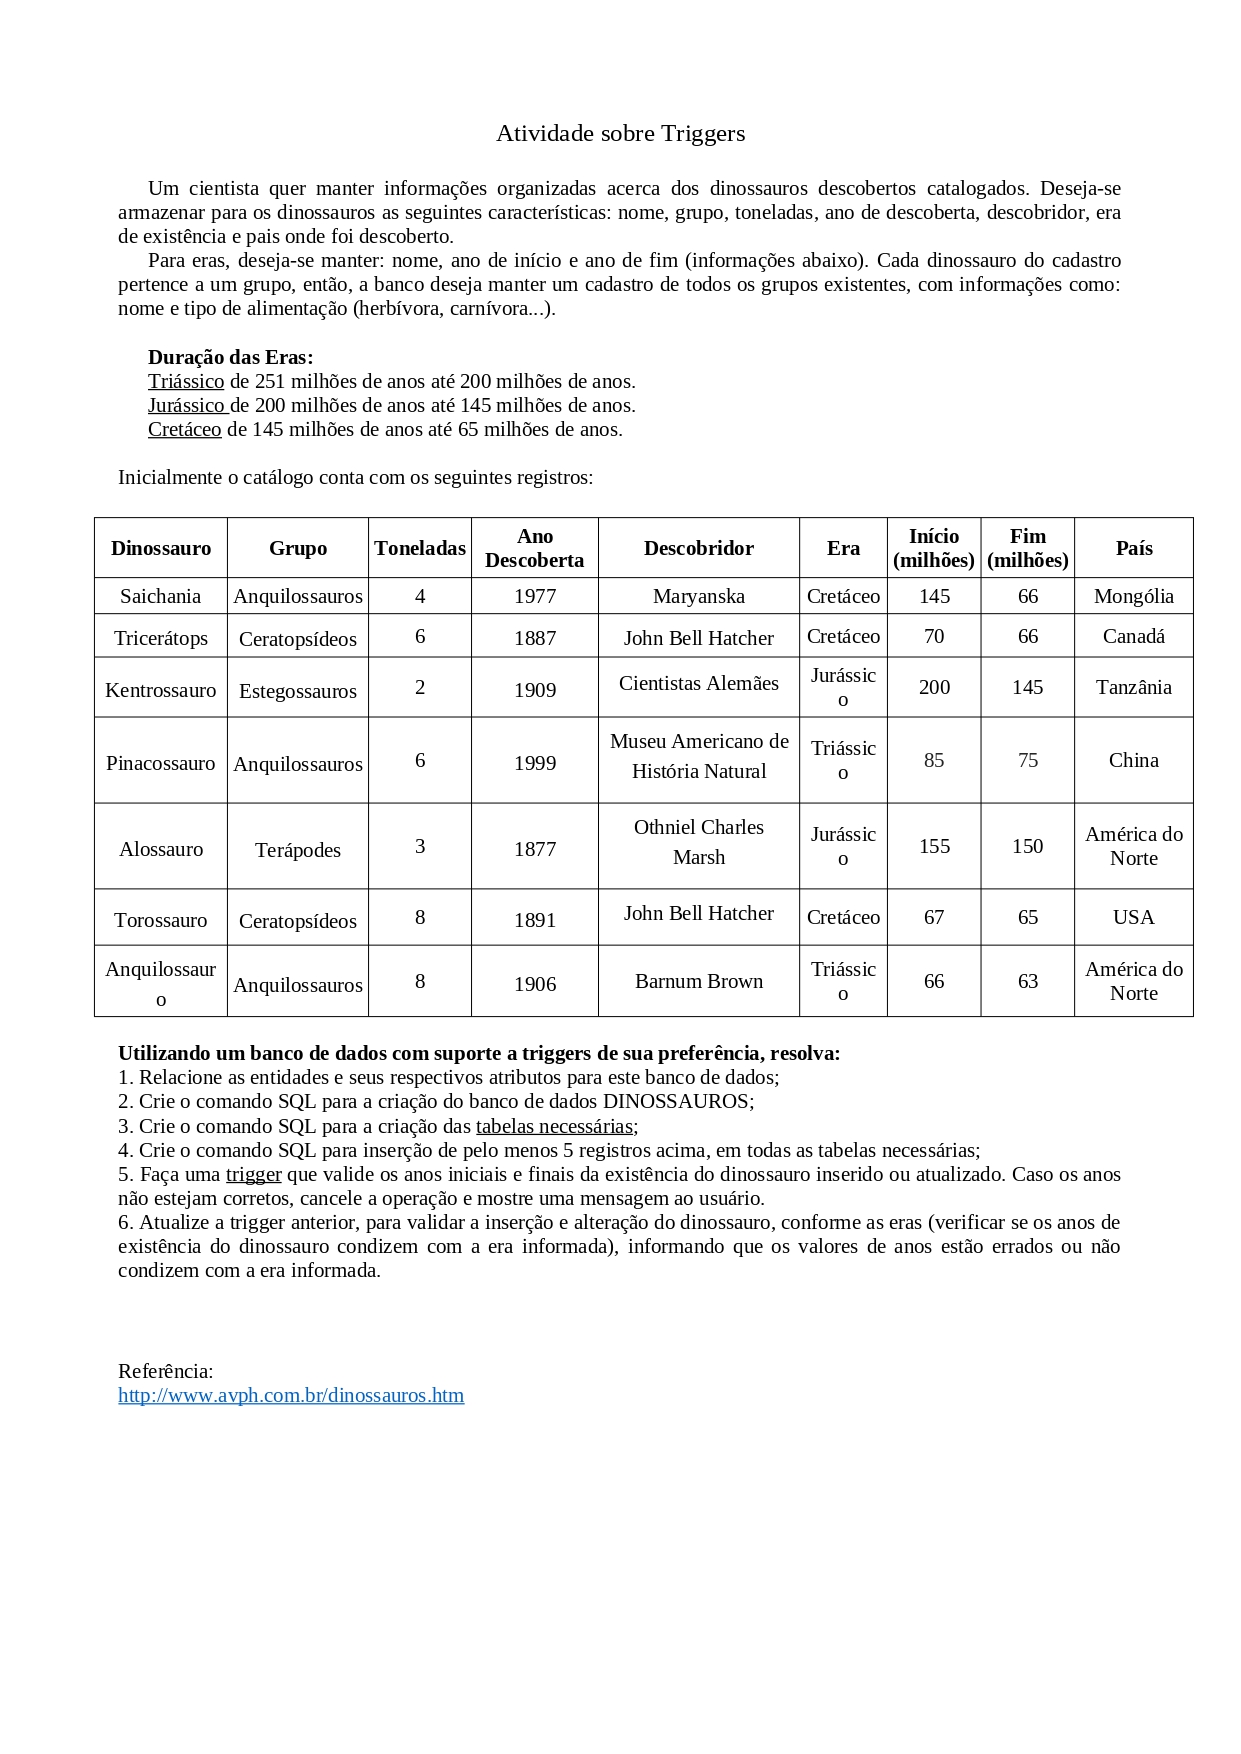 Atividade sobre Triggers
Um cientista quer manter informações organizadas acerca dos dinossauros descobertos catalogados. Deseja-se
armazenar para os dinossauros as seguintes características: nome, grupo, toneladas, ano de descoberta, descobridor, era
de existência e pais onde foi descoberto.
Para eras, deseja-se manter: nome, ano de início e ano de fim (informações abaixo). Cada dinossauro do cadastro
pertence a um grupo, então, a banco deseja manter um cadastro de todos os grupos existentes, com informações como:
nome e tipo de alimentação (herbívora, carnívora...).
Duração das Eras:
Triássico de 251 milhões de anos até 200 milhões de anos.
Jurássico de 200 milhões de anos até 145 milhões de anos.
Cretáceo de 145 milhões de anos até 65 milhões de anos.
Inicialmente o catálogo conta com os seguintes registros:
Dinossauro Grupo Toneladas Ano Descoberta Descobridor Era Início (milhões) Fim (milhões) País
Saichania Anquilossauros 4 1977 Maryanska Cretáceo 145 66 Mongólia
Tricerátops Ceratopsídeos 6 1887 John Bell Hatcher Cretáceo 70 66 Canadá
Kentrossauro Estegossauros 2 1909 Cientistas Alemães Jurássico 200 145 Tanzânia
Pinacossauro Anquilossauros 6 1999 Museu Americano de História Natural Triássico 85 75 China
Alossauro Terápodes 3 1877 Othniel Charles Marsh Jurássico 155 150 América do Norte
Torossauro Ceratopsídeos 8 1891 John Bell Hatcher Cretáceo 67 65 USA
Anquilossauro Anquilossauros 8 1906 Barnum Brown Triássico 66 63 América do Norte
Utilizando um banco de dados com suporte a triggers de sua preferência, resolva:
1. Relacione as entidades e seus respectivos atributos para este banco de dados;
2. Crie o comando SQL para a criação do banco de dados DINOSSAUROS;
3. Crie o comando SQL para a criação das tabelas necessárias;
4. Crie o comando SQL para inserção de pelo menos 5 registros acima, em todas as tabelas necessárias;
5. Faça uma trigger que valide os anos iniciais e finais da existência do dinossauro inserido ou atualizado. Caso os anos
não estejam corretos, cancele a operação e mostre uma mensagem ao usuário.
6. Atualize a trigger anterior, para validar a inserção e alteração do dinossauro, conforme as eras (verificar se os anos de
existência do dinossauro condizem com a era informada), informando que os valores de anos estão errados ou não
condizem com a era informada.
Referência:
http://www.avph.com.br/dinossauros.htm